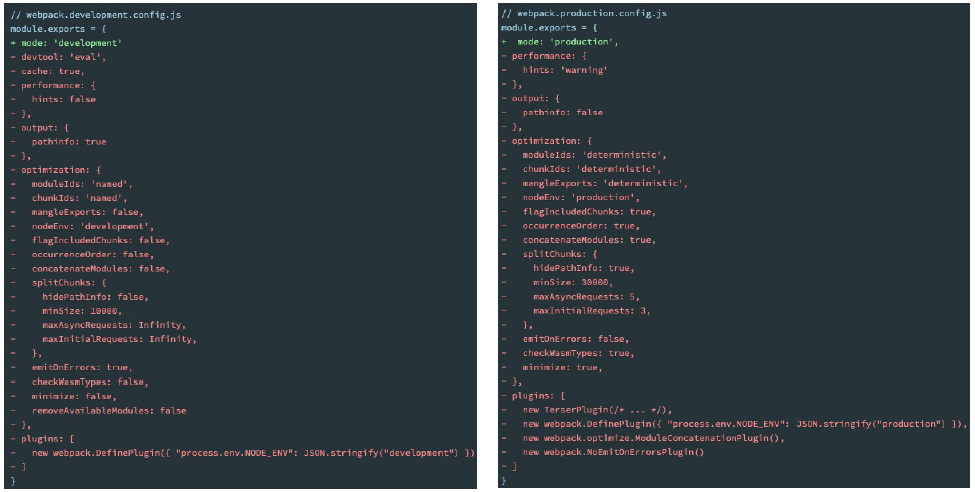 // webpack.development.config.js
module.exports = {
+ mode: 'development'
- devtool: 'eval',
- cache: true,
- performance: {
-   hints: false
- },
- output: {
-   pathinfo: true
- },
- optimization: {
-   moduleIds: 'named',
-   chunkIds: 'named',
-   mangleExports: false,
-   nodeEnv: 'development',
-   flagIncludedChunks: false,
-   occurrenceOrder: false,
-   concatenateModules: false,
-   splitChunks: {
-     hidePathInfo: false,
-     minSize: 10000,
-     maxAsyncRequests: Infinity,
-     maxInitialRequests: Infinity,
-   },
-   emitOnErrors: true,
-   checkWasmTypes: false,
-   minimize: false,
-   removeAvailableModules: false
- },
- plugins: [
-   new webpack.DefinePlugin({ "process.env.NODE_ENV": JSON.stringify("development") })
- ]
}
// webpack.production.config.js
module.exports = {
+  mode: 'production',
- performance: {
-   hints: 'warning'
- },
- output: {
-   pathinfo: false
- },
- optimization: {
-   moduleIds: 'deterministic',
-   chunkIds: 'deterministic',
-   mangleExports: 'deterministic',
-   nodeEnv: 'production',
-   flagIncludedChunks: true,
-   occurrenceOrder: true,
-   concatenateModules: true,
-   splitChunks: {
-     hidePathInfo: true,
-     minSize: 30000,
-     maxAsyncRequests: 5,
-     maxInitialRequests: 3,
-   },
-   emitOnErrors: false,
-   checkWasmTypes: true,
-   minimize: true,
- },
- plugins: [
-   new TerserPlugin(/* ... */),
-   new webpack.DefinePlugin({ "process.env.NODE_ENV": JSON.stringify("production") }),
-   new webpack.optimize.ModuleConcatenationPlugin(),
-   new webpack.NoEmitOnErrorsPlugin()
- ]
}